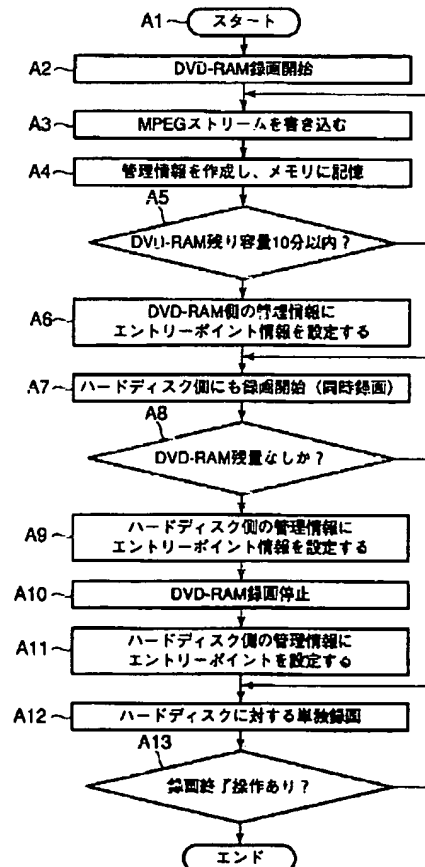 A1 スタート
A2 DVD-RAM録画開始
A3 MPEGストリームを書き込む
A4 管理情報を作成し、メモリに記憶
A5
DVD-RAM残り容量10分以内？
A6 DVD-RAM側の管理情報に
エントリーポイント情報を設定する
A7 ハードディスク側にも録画開始（同時録画）
A8
DVD-RAM残量なしか？
A9 ハードディスク側の管理情報に
エントリーポイント情報を設定する
A10 DVD-RAM録画停止
A11 ハードディスク側の管理情報に
エントリーポイントを設定する
A12 ハードディスクに対する単独録画
A13
録画終了操作あり？
エンド